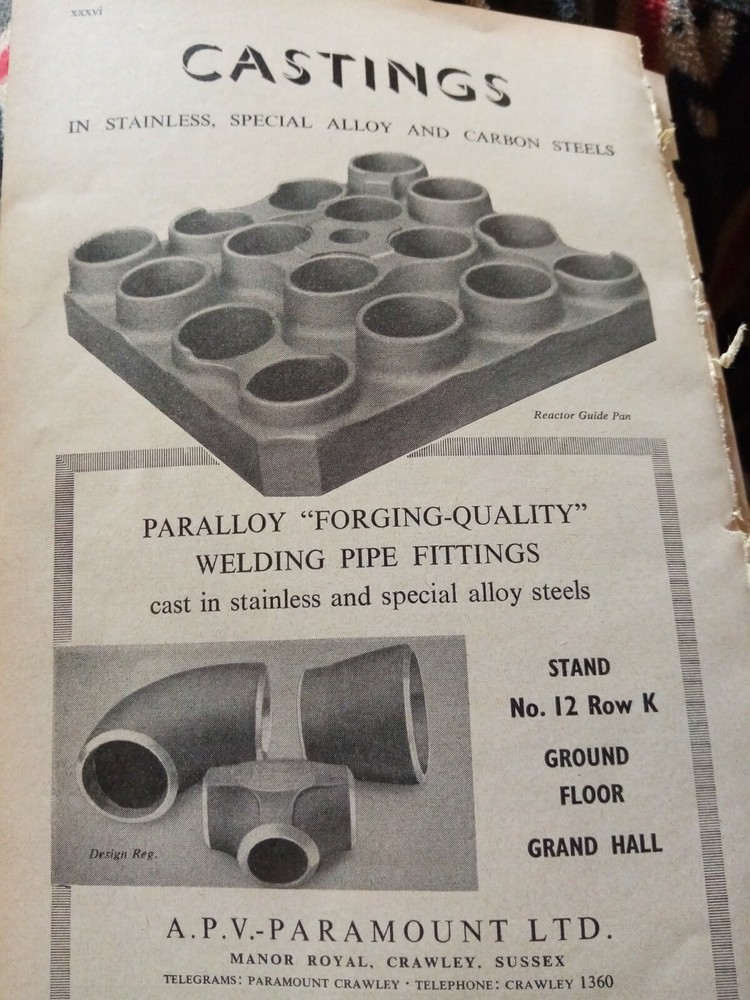 xxxvi
CASTINGS
IN STAINLESS, SPECIAL ALLOY AND CARBON STEELS
Reactor Guide Pan
PARALLOY “FORGING-QUALITY”
WELDING PIPE FITTINGS
cast in stainless and special alloy steels
STAND
No. 12 Row K
GROUND
FLOOR
GRAND HALL
Design Reg.
A.P.V.-PARAMOUNT LTD.
MANOR ROYAL, CRAWLEY, SUSSEX
TELEGRAMS: PARAMOUNT CRAWLEY · TELEPHONE: CRAWLEY 1360